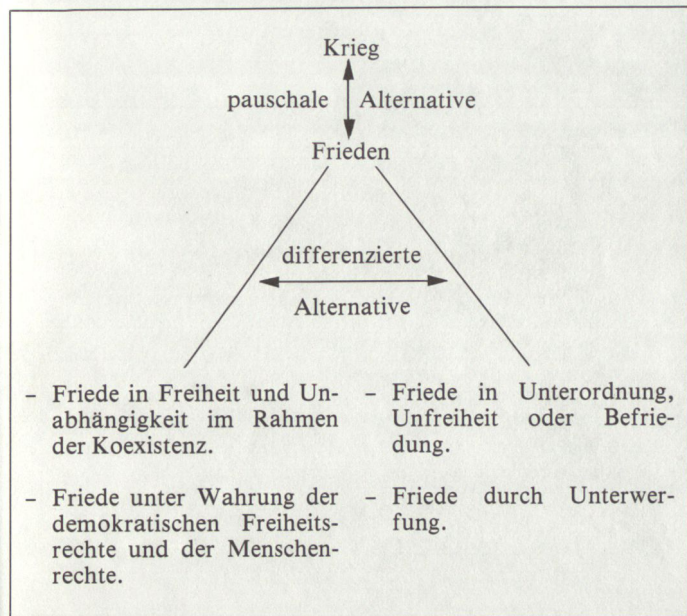 Krieg
pauschale Alternative
Frieden
differenzierte
Alternative
– Friede in Freiheit und Un-
abhängigkeit im Rahmen
der Koexistenz.
– Friede unter Wahrung der
demokratischen Freiheits-
rechte und der Menschen-
rechte.
– Friede in Unterordnung,
Unfreiheit oder Befrie-
dung.
– Friede durch Unterwer-
fung.